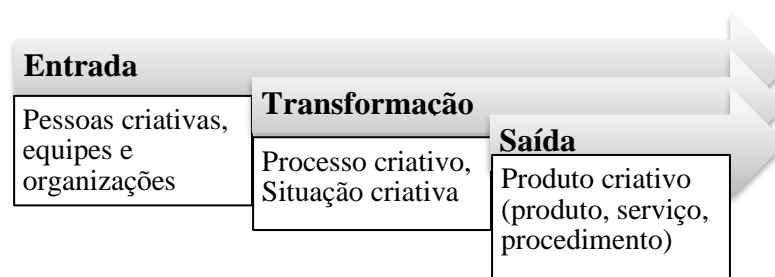 Entrada
Pessoas criativas,
equipes e
organizações
Transformação
Processo criativo,
Situação criativa
Saída
Produto criativo
(produto, serviço,
procedimento)